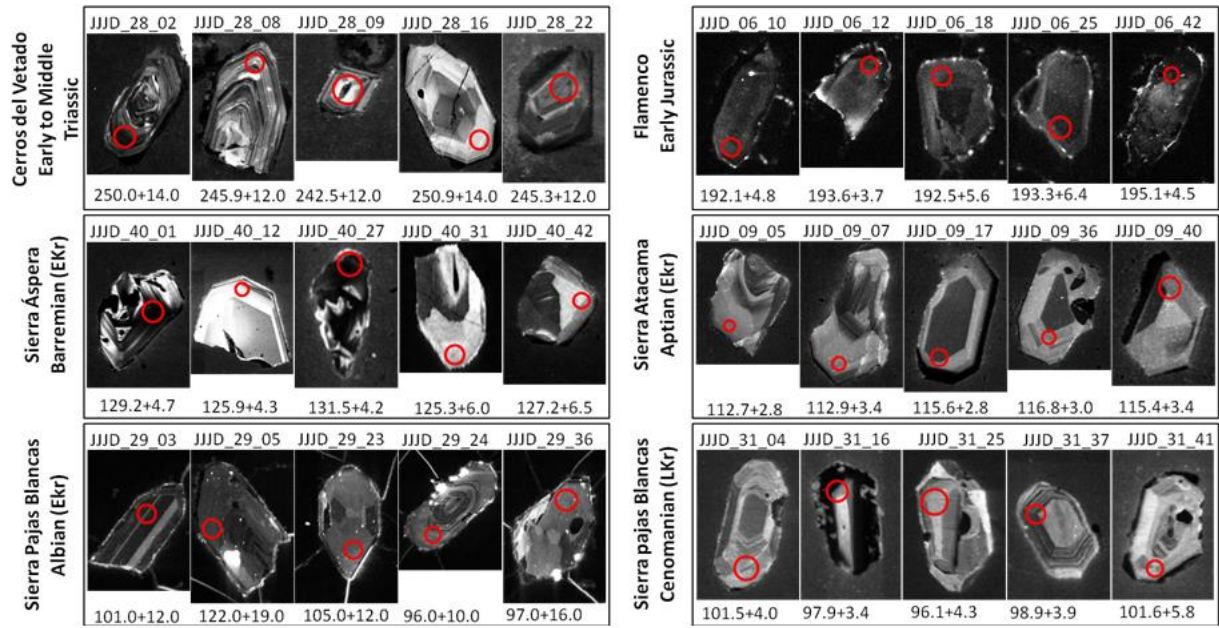 Cerros del Vetado
Early to Middle
Triassic
JJJD_28_02 JJJD_28_08 JJJD_28_09 JJJD_28_16 JJJD_28_22
250.0+14.0 245.9+12.0 242.5+12.0 250.9+14.0 245.3+12.0
Flamenco
Early Jurassic
JJJD_06_10 JJJD_06_12 JJJD_06_18 JJJD_06_25 JJJD_06_42
192.1+4.8 193.6+3.7 192.5+5.6 193.3+6.4 195.1+4.5
Sierra Áspera
Barremian (EKr)
JJJD_40_01 JJJD_40_12 JJJD_40_27 JJJD_40_31 JJJD_40_42
129.2+4.7 125.9+4.3 131.5+4.2 125.3+6.0 127.2+6.5
Sierra Atacama
Aptian (EKr)
JJJD_09_05 JJJD_09_07 JJJD_09_17 JJJD_09_36 JJJD_09_40
112.7+2.8 112.9+3.4 115.6+2.8 116.8+3.0 115.4+3.4
Sierra Pajas Blancas
Albian (Ekr)
JJJD_29_03 JJJD_29_05 JJJD_29_23 JJJD_29_24 JJJD_29_36
101.0+12.0 122.0+19.0 105.0+12.0 96.0+10.0 97.0+16.0
Sierra pajas Blancas
Cenomanian (LKr)
JJJD_31_04 JJJD_31_16 JJJD_31_25 JJJD_31_37 JJJD_31_41
101.5+4.0 97.9+3.4 96.1+4.3 98.9+3.9 101.6+5.8